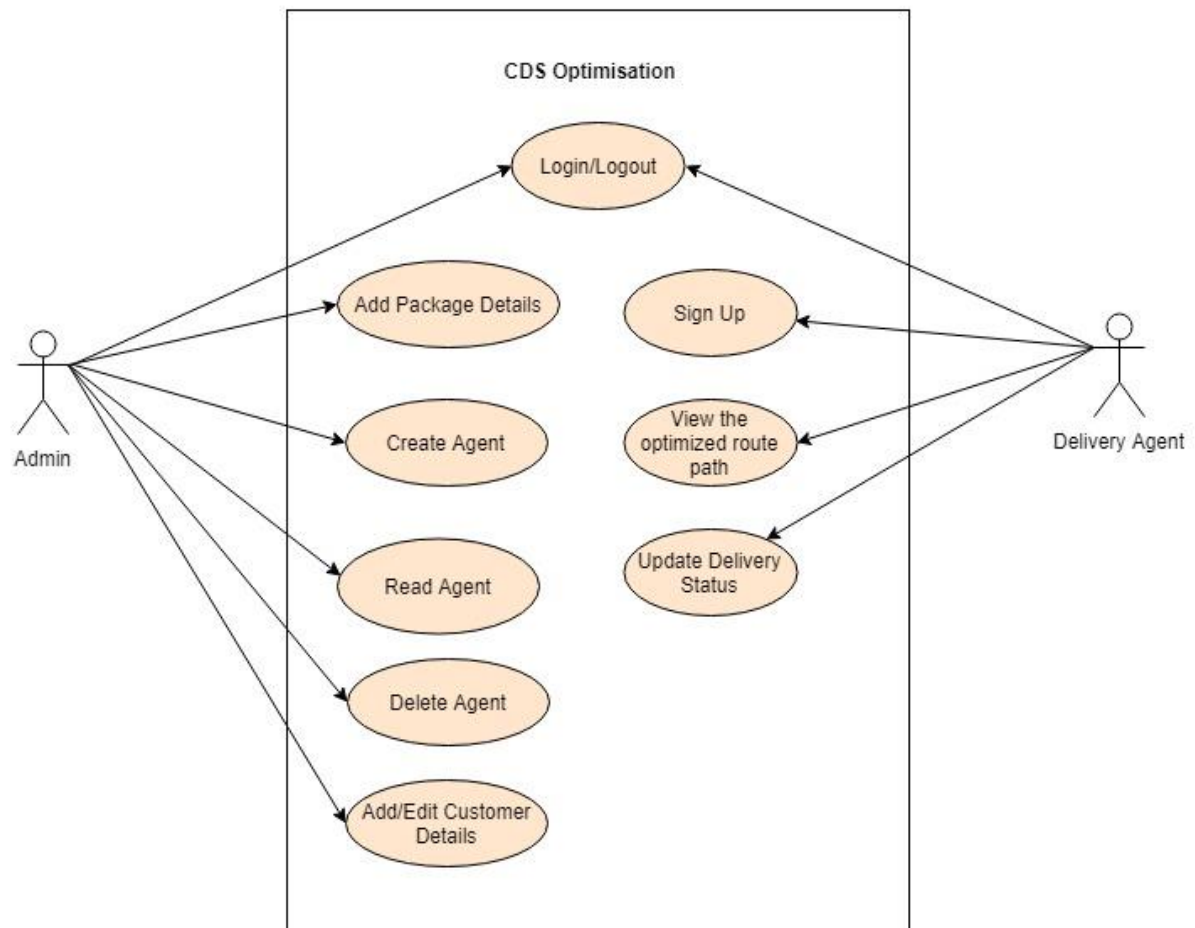 CDS Optimisation
Login/Logout
Add Package Details
Sign Up
Admin
Create Agent
View the
optimized route
path
Delivery Agent
Read Agent
Update Delivery
Status
Delete Agent
Add/Edit Customer
Details